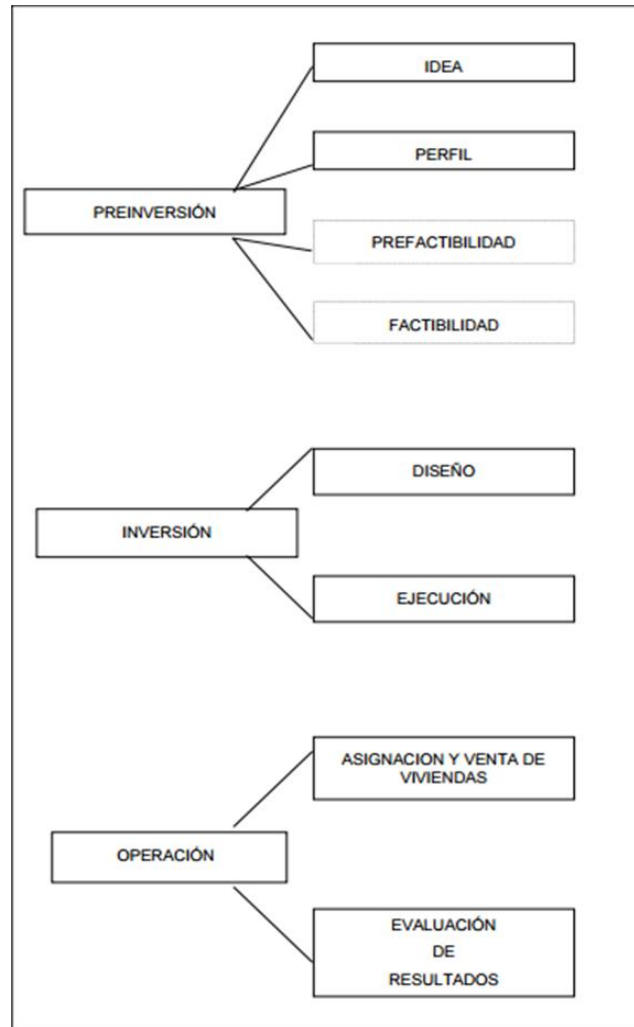 IDEA
PERFIL
PREINVERSIÓN
PREFACTIBILIDAD
FACTIBILIDAD
DISEÑO
INVERSIÓN
EJECUCIÓN
ASIGNACION Y VENTA DE
VIVIENDAS
OPERACIÓN
EVALUACIÓN
DE
RESULTADOS